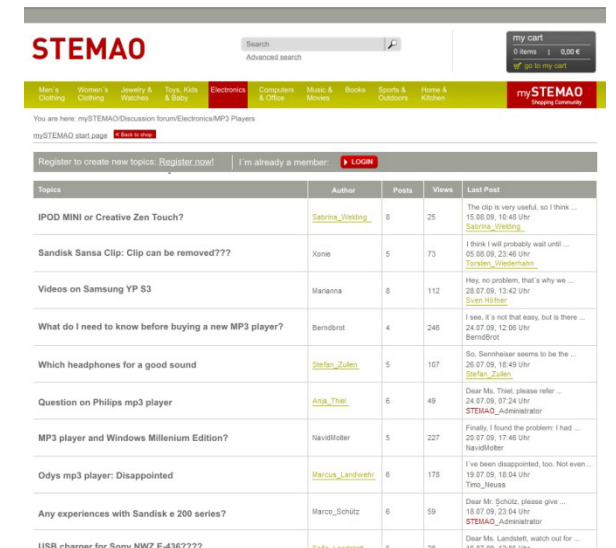 STEMAO
Search
Advanced search
my cart
0 items | 0,00 €
go to my cart
Men´s Clothing
Women´s Clothing
Jewelry & Watches
Toys, Kids & Baby
Electronics
Computers & Office
Music & Movies
Books
Sports & Outdoors
Home & Kitchen
mySTEMAO
Shopping Community
You are here: mySTEMAO/Discussion forum/Electronics/MP3 Players
mySTEMAO start page
Back to shop
Register to create new topics: Register now!
I´m already a member:
LOGIN
Topics Author Posts Views Last Post
IPOD MINI or Creative Zen Touch? Sabrina_Welding 8 25
The clip is very useful, so I think ...
15.08.09, 10:48 Uhr
Sabrina_Welding
Sandisk Sansa Clip: Clip can be removed??? Xonie 5 73
I think I will probably wait until ...
05.08.09, 23:46 Uhr
Torsten_Wiederhahn
Videos on Samsung YP S3 Marianna 8 112
Hey, no problem, that´s why we ...
28.07.09, 13:42 Uhr
Sven Höfner
What do I need to know before buying a new MP3 player? Berndbrot 4 246
I see, it´s not that easy, but is there ...
24.07.09, 12:06 Uhr
BerndBrot
Which headphones for a good sound Stefan_Zullen 5 107
So, Sennheiser seems to be the ...
26.07.09, 18:49 Uhr
Stefan_Zullen
Question on Philips mp3 player Anja_Thiel 6 49
Dear Ms. Thiel, please refer ...
24.07.09, 07:24 Uhr
STEMAO_Administrator
MP3 player and Windows Millenium Edition? NavidMolter 5 227
Finally, I found the problem: I had ...
20.07.09, 17:46 Uhr
NavidMolter
Odys mp3 player: Disappointed Marcus_Landwehr 6 178
I´ve been disappointed, too. Not even...
19.07.09, 18:04 Uhr
Timo_Neuss
Any experiences with Sandisk e 200 series? Marco_Schütz 6 59
Dear Mr. Schütz, please give ...
18.07.09, 23:04 Uhr
STEMAO_Administrator
USB charger for Sony NWZ E-436????
Dear Ms. Landstett, watch out for ...